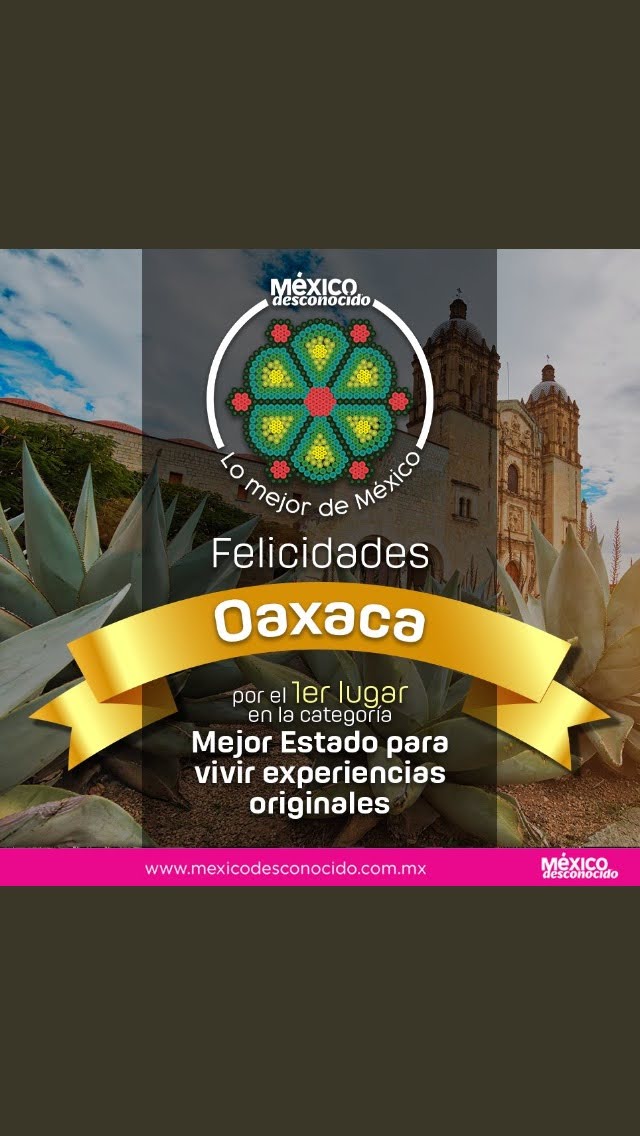 México
desconocido
Lo mejor de México
Felicidades
Oaxaca
por el 1er lugar
en la categoría
Mejor Estado para
vivir experiencias
originales
www.mexicodesconocido.com.mx
México
desconocido